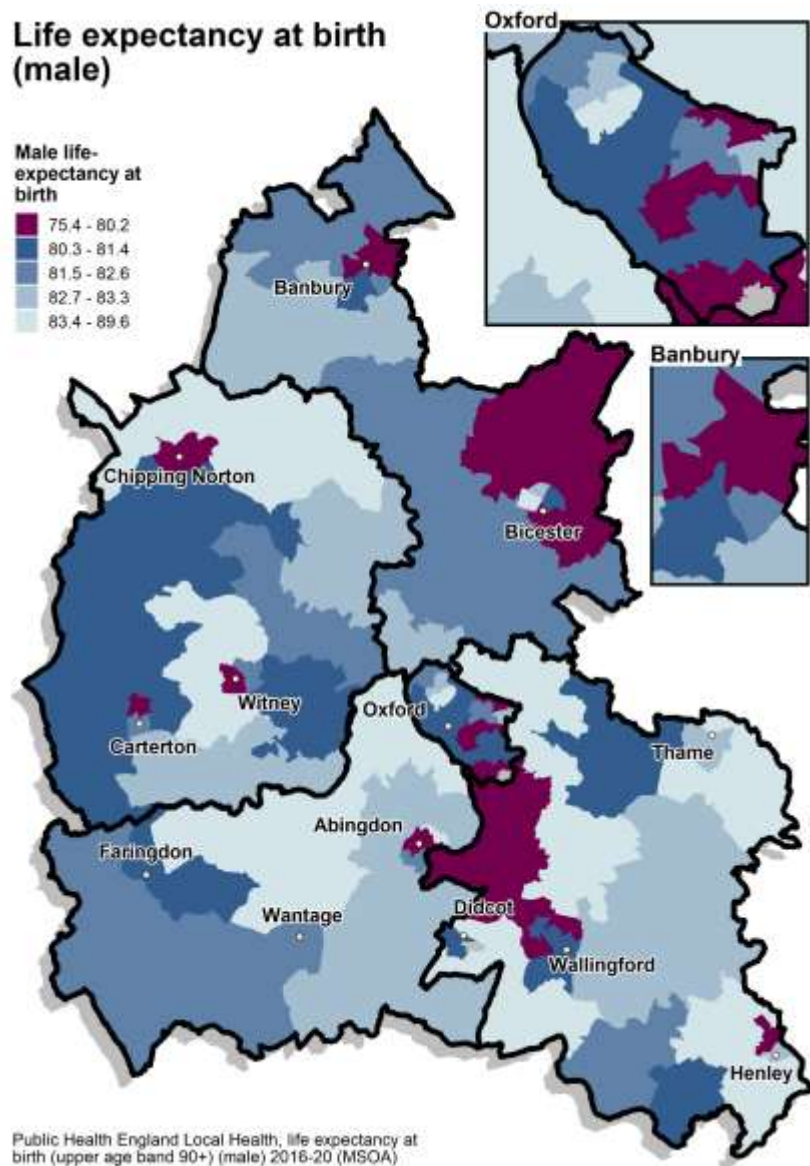 Life expectancy at birth
(male)
Oxford
Male life-
expectancy at
birth
75.4 - 80.2
80.3 - 81.4
81.5 - 82.6
82.7 - 83.3
83.4 - 89.6
Banbury
Banbury
Chipping Norton
Bicester
Witney
Oxford
Carterton
Thame
Abingdon
Faringdon
Didcot
Wantage
Wallingford
Henley
Public Health England Local Health, life expectancy at
birth (upper age band 90+) (male) 2016-20 (MSOA)